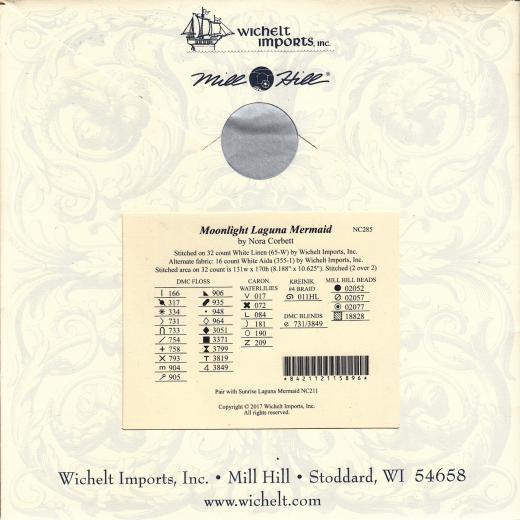 WICHELT
IMPORTS, INC.
Mill Hill®
Moonlight Laguna Mermaid NC285
by Nora Corbett
Stitched on 32 count White Linen (65-W) by Wichelt Imports, Inc.
Alternate fabric: 16 count White Aida (355-1) by Wichelt Imports, Inc.
Stitched area on 32 count is 131w x 170h (8.188" x 10.625"). Stitched (2 over 2)
DMC FLOSS
| 166
317
✳ 334
〉 731
⋂ 733
/ 754
+ 758
✕ 793
m 904
905
906
935
• 948
◇ 964
3051
3371
3799
T 3819
3849
CARON
WATERLILIES
V 017
✖ 072
L 084
) 181
O 190
Z 209
KREINIK
#4 BRAID
011HL
DMC BLENDS
e 731/3849
MILL HILL BEADS
02052
02057
02077
18828
*842112115896*
Pair with Sunrise Laguna Mermaid NC211
Copyright © 2017 Wichelt Imports, Inc.
All rights reserved.
Wichelt Imports, Inc. • Mill Hill • Stoddard, WI 54658
www.wichelt.com